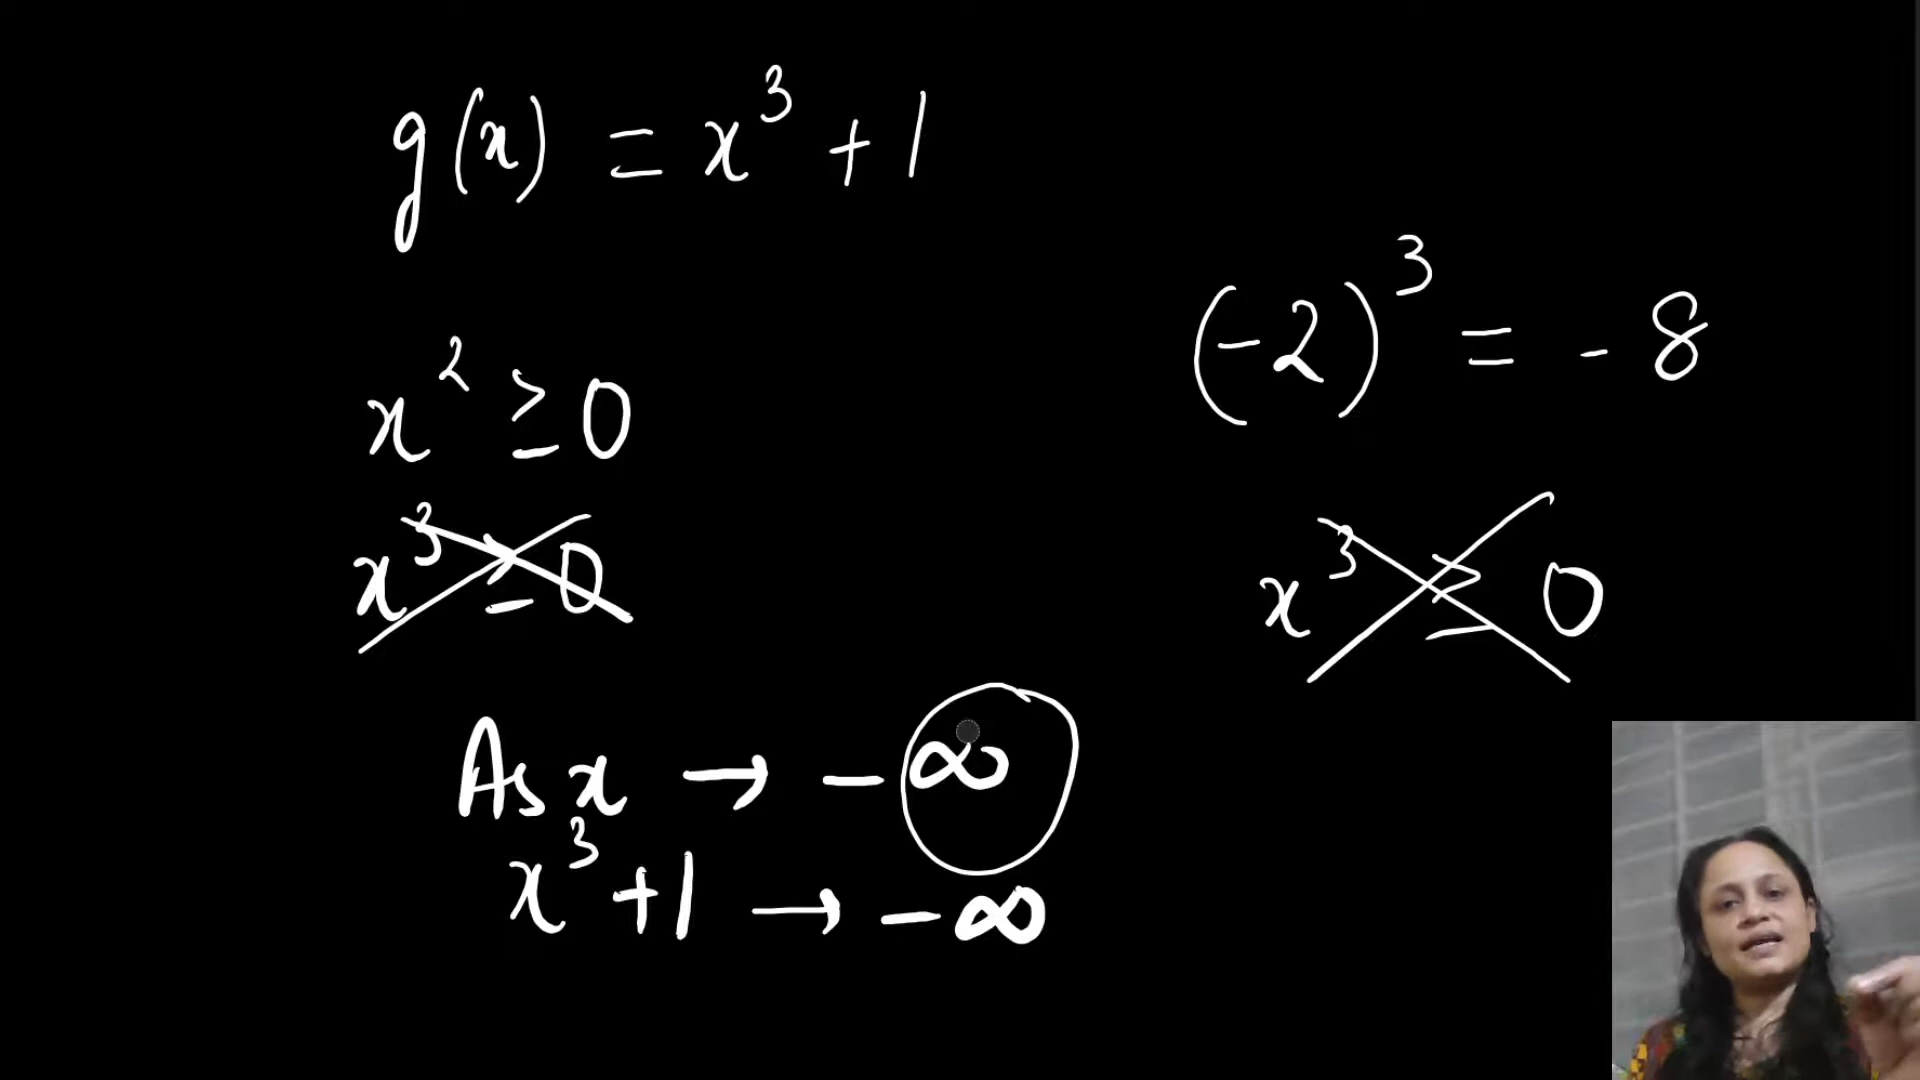 g(x) = x³ + 1
(-2)³ = - 8
x² ≥ 0
x³ ≥ 0
x³ ≥ 0
As x → - ∞
x³ + 1 → - ∞